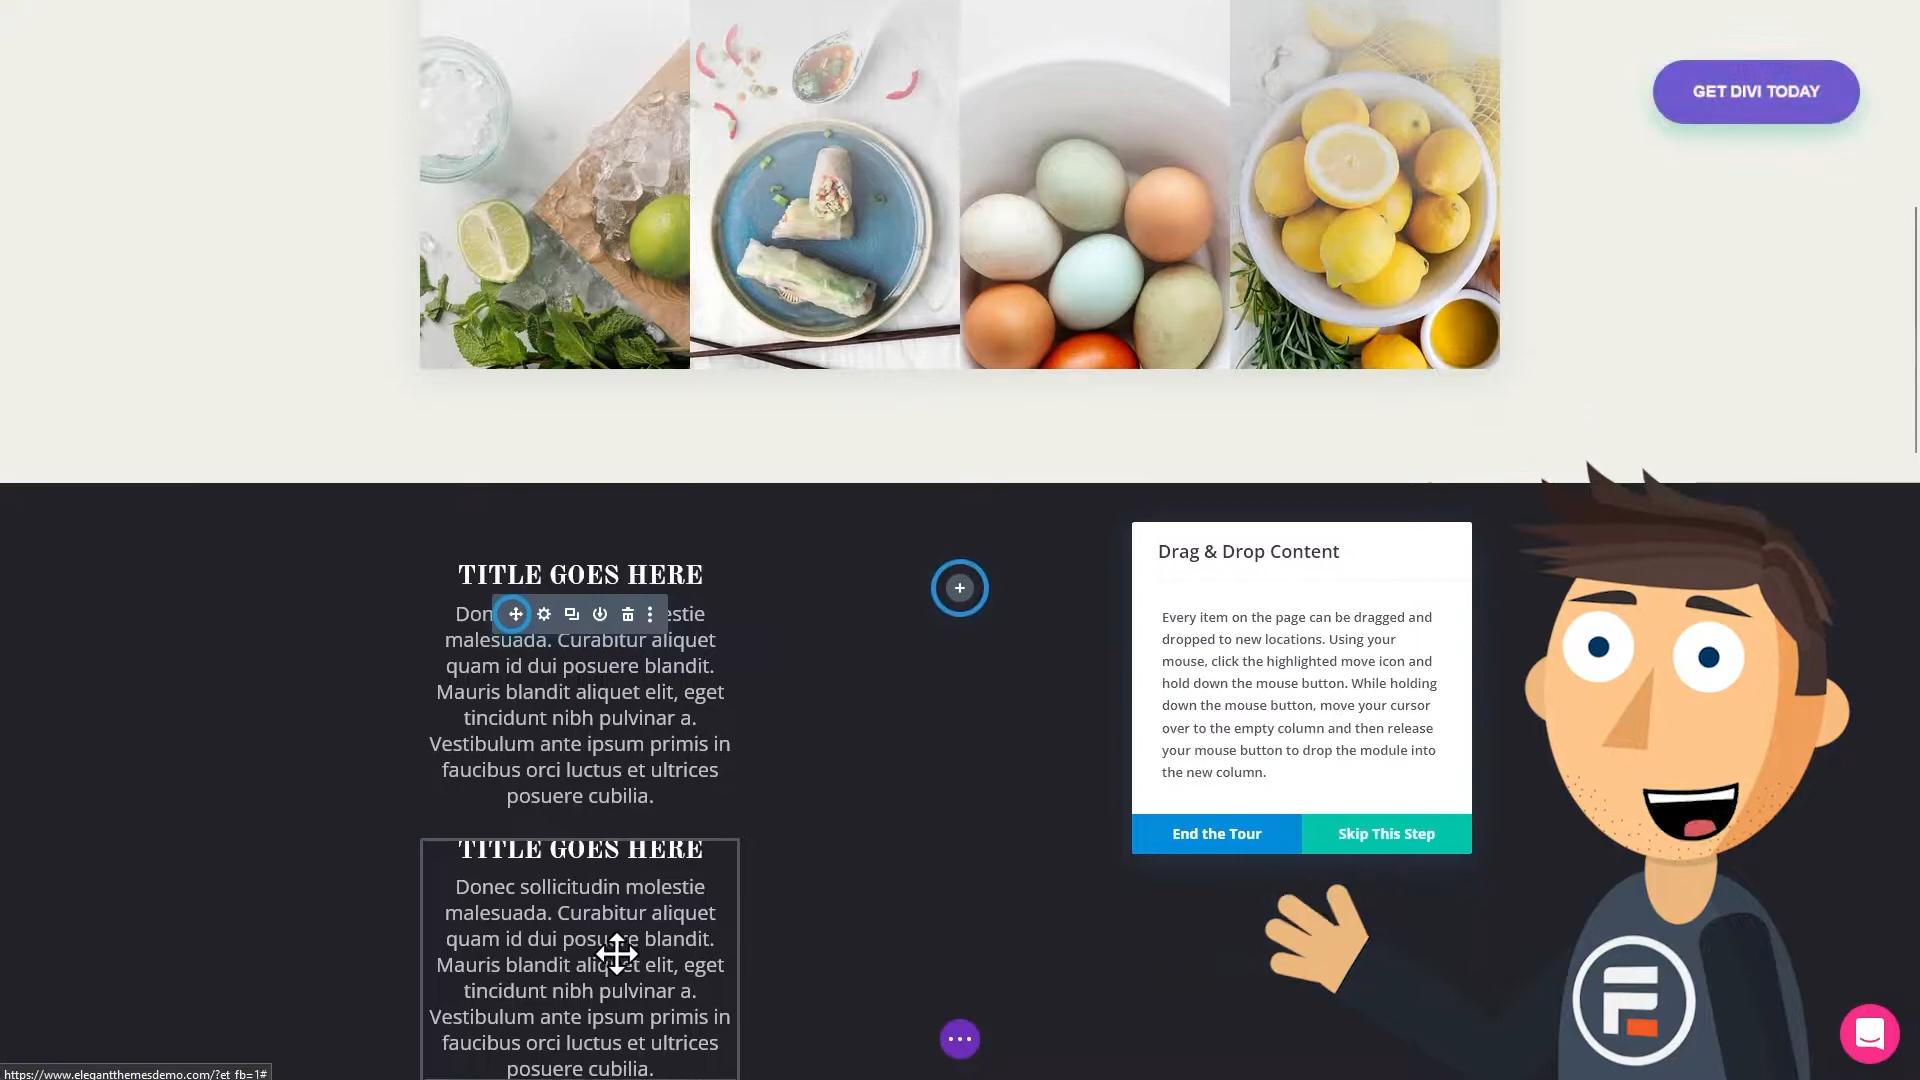 GET DIVI TODAY
TITLE GOES HERE
Don estie
malesuada. Curabitur aliquet
quam id dui posuere blandit.
Mauris blandit aliquet elit, eget
tincidunt nibh pulvinar a.
Vestibulum ante ipsum primis in
faucibus orci luctus et ultrices
posuere cubilia.
TITLE GOES HERE
Donec sollicitudin molestie
malesuada. Curabitur aliquet
quam id dui posuere blandit.
Mauris blandit aliquet elit, eget
tincidunt nibh pulvinar a.
Vestibulum ante ipsum primis in
faucibus orci luctus et ultrices
posuere cubilia.
Drag & Drop Content
Every item on the page can be dragged and
dropped to new locations. Using your
mouse, click the highlighted move icon and
hold down the mouse button. While holding
down the mouse button, move your cursor
over to the empty column and then release
your mouse button to drop the module into
the new column.
End the Tour
Skip This Step
https://www.elegantthemesdemo.com/?et_fb=1#